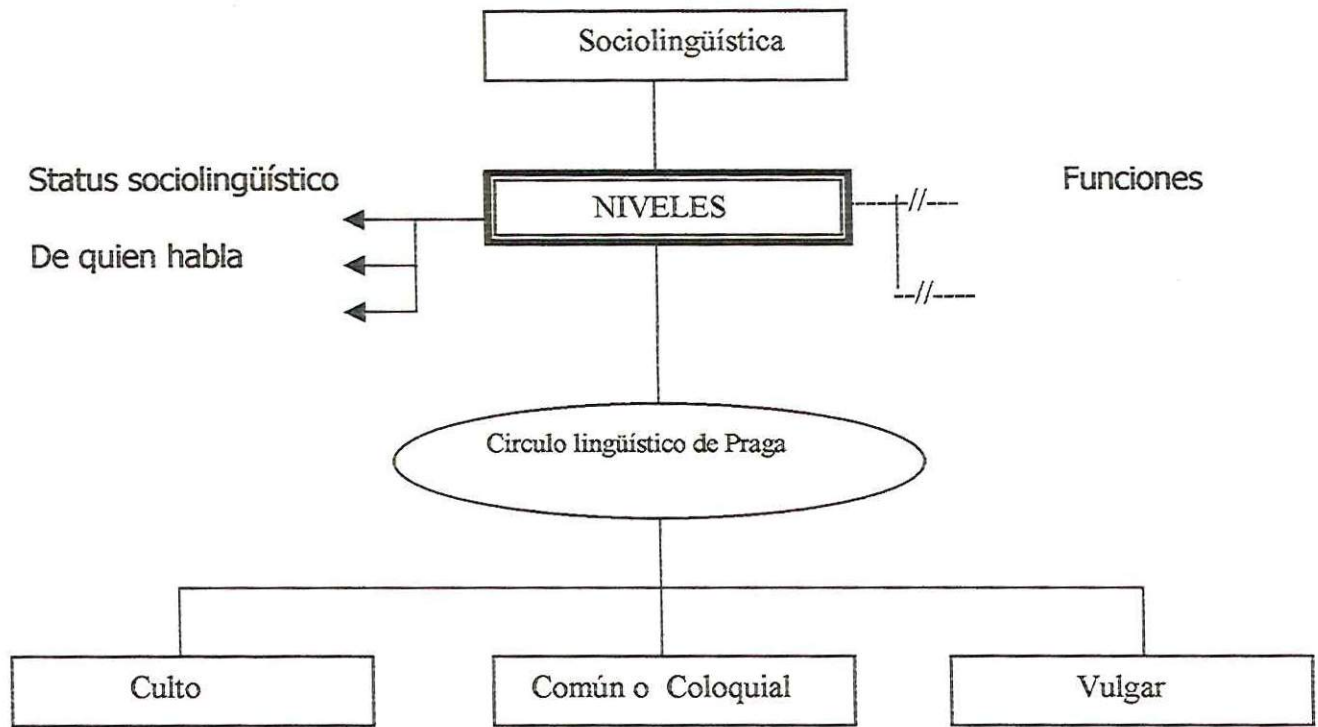 Sociolingüística
Status sociolingüístico
Funciones
NIVELES
De quien habla
Circulo lingüístico de Praga
Culto
Común o Coloquial
Vulgar